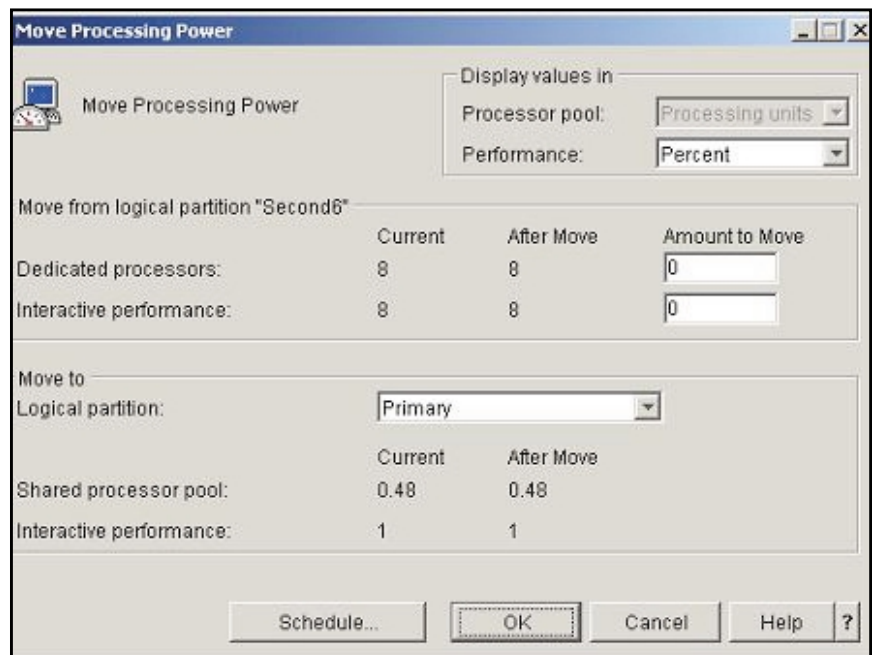 Move Processing Power
Move Processing Power
Display values in
Processor pool: Processing units
Performance: Percent
Move from logical partition "Second6"
Current After Move Amount to Move
Dedicated processors: 8 8 0
Interactive performance: 8 8 0
Move to
Logical partition: Primary
Current After Move
Shared processor pool: 0.48 0.48
Interactive performance: 1 1
Schedule... OK Cancel Help ?